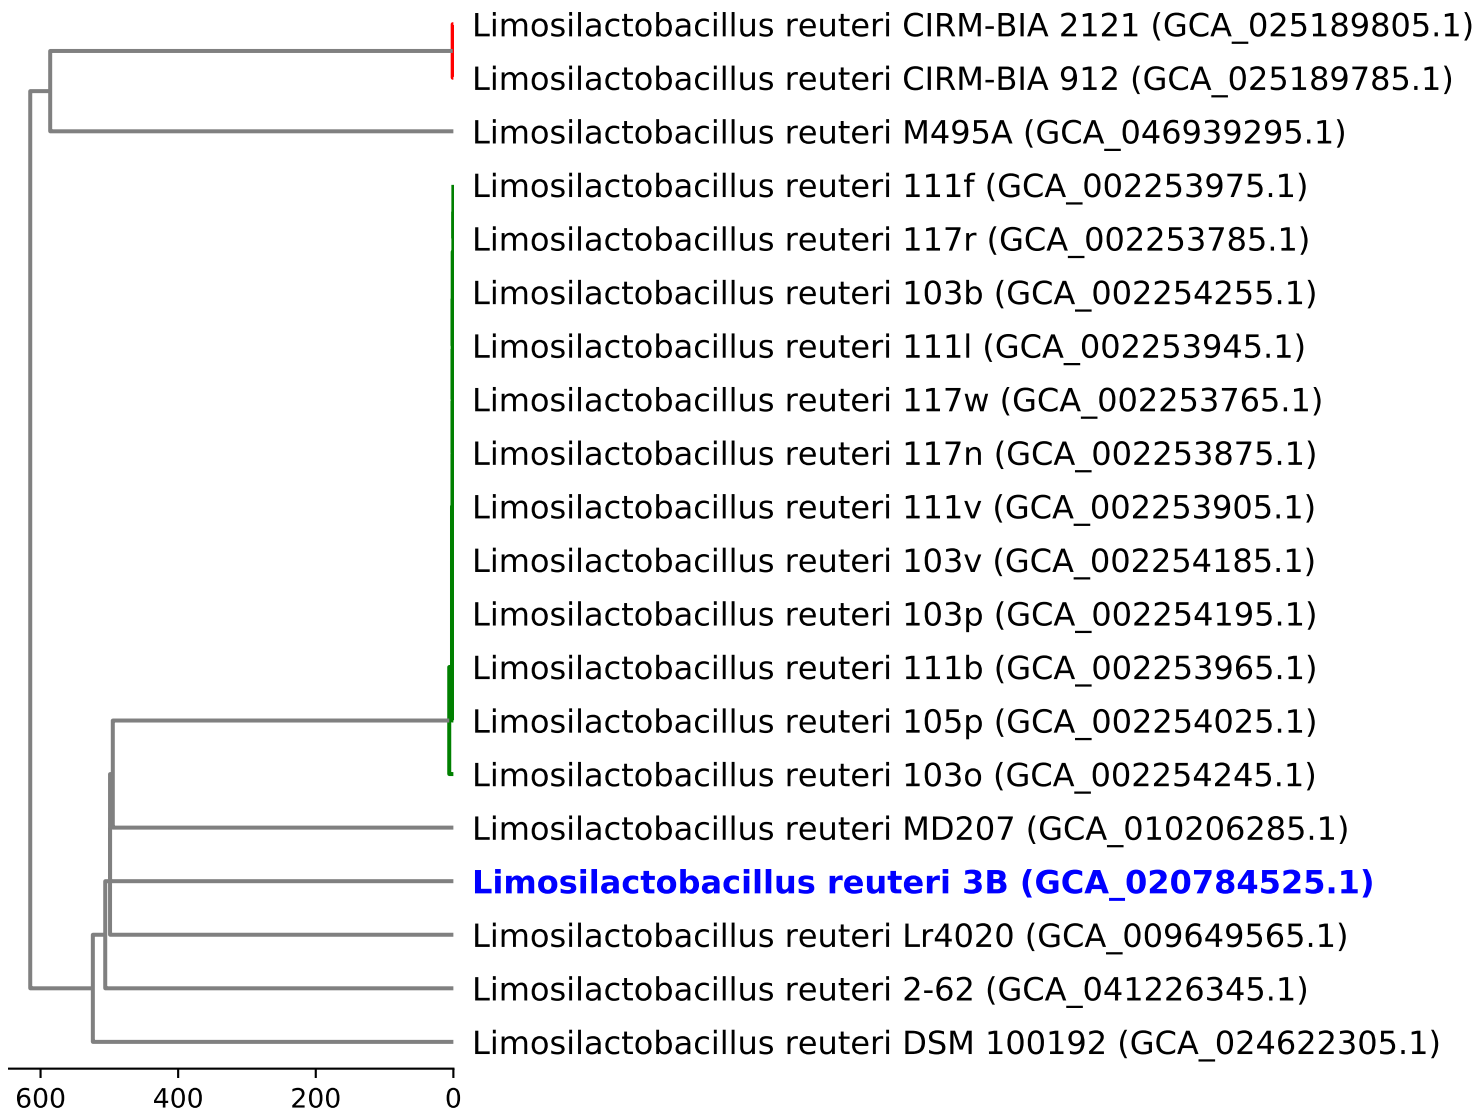 Limosilactobacillus reuteri CIRM-BIA 2121 (GCA_025189805.1)
Limosilactobacillus reuteri CIRM-BIA 912 (GCA_025189785.1)
Limosilactobacillus reuteri M495A (GCA_046939295.1)
Limosilactobacillus reuteri 111f (GCA_002253975.1)
Limosilactobacillus reuteri 117r (GCA_002253785.1)
Limosilactobacillus reuteri 103b (GCA_002254255.1)
Limosilactobacillus reuteri 111l (GCA_002253945.1)
Limosilactobacillus reuteri 117w (GCA_002253765.1)
Limosilactobacillus reuteri 117n (GCA_002253875.1)
Limosilactobacillus reuteri 111v (GCA_002253905.1)
Limosilactobacillus reuteri 103v (GCA_002254185.1)
Limosilactobacillus reuteri 103p (GCA_002254195.1)
Limosilactobacillus reuteri 111b (GCA_002253965.1)
Limosilactobacillus reuteri 105p (GCA_002254025.1)
Limosilactobacillus reuteri 103o (GCA_002254245.1)
Limosilactobacillus reuteri MD207 (GCA_010206285.1)
Limosilactobacillus reuteri 3B (GCA_020784525.1)
Limosilactobacillus reuteri Lr4020 (GCA_009649565.1)
Limosilactobacillus reuteri 2-62 (GCA_041226345.1)
Limosilactobacillus reuteri DSM 100192 (GCA_024622305.1)
600 400 200 0